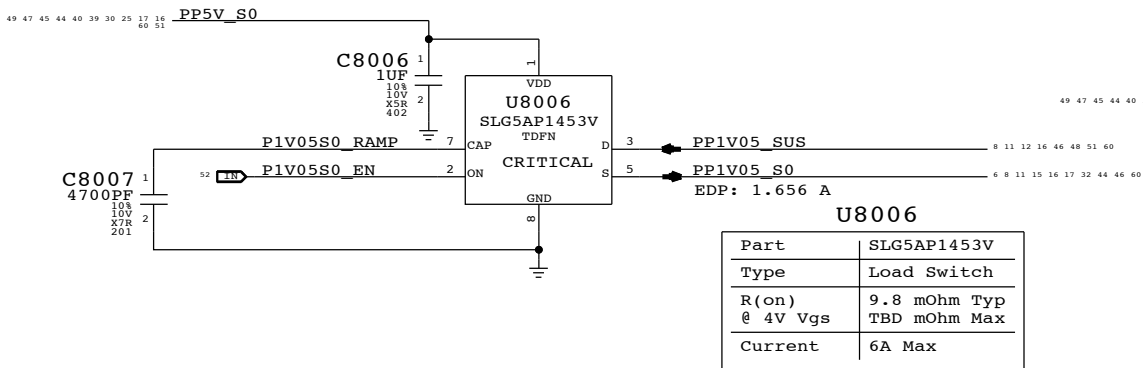 49 47 45 44 40 39 30 25 17 16
60 51
PP5V_S0
C8006
1UF
10%
10V
X5R
402
1
2
1
VDD
U8006
SLG5AP1453V
TDFN
CRITICAL
49 47 45 44 40
P1V05S0_RAMP 7 CAP
D 3 PP1V05_SUS 8 11 12 16 46 48 51 60
52 IN P1V05S0_EN 2 ON
S 5 PP1V05_S0 6 8 11 15 16 17 32 44 46 60
EDP: 1.656 A
GND
8
C8007
4700PF
10%
10V
X7R
201
1
2
U8006
Part SLG5AP1453V
Type Load Switch
R(on) 9.8 mOhm Typ
@ 4V Vgs TBD mOhm Max
Current 6A Max